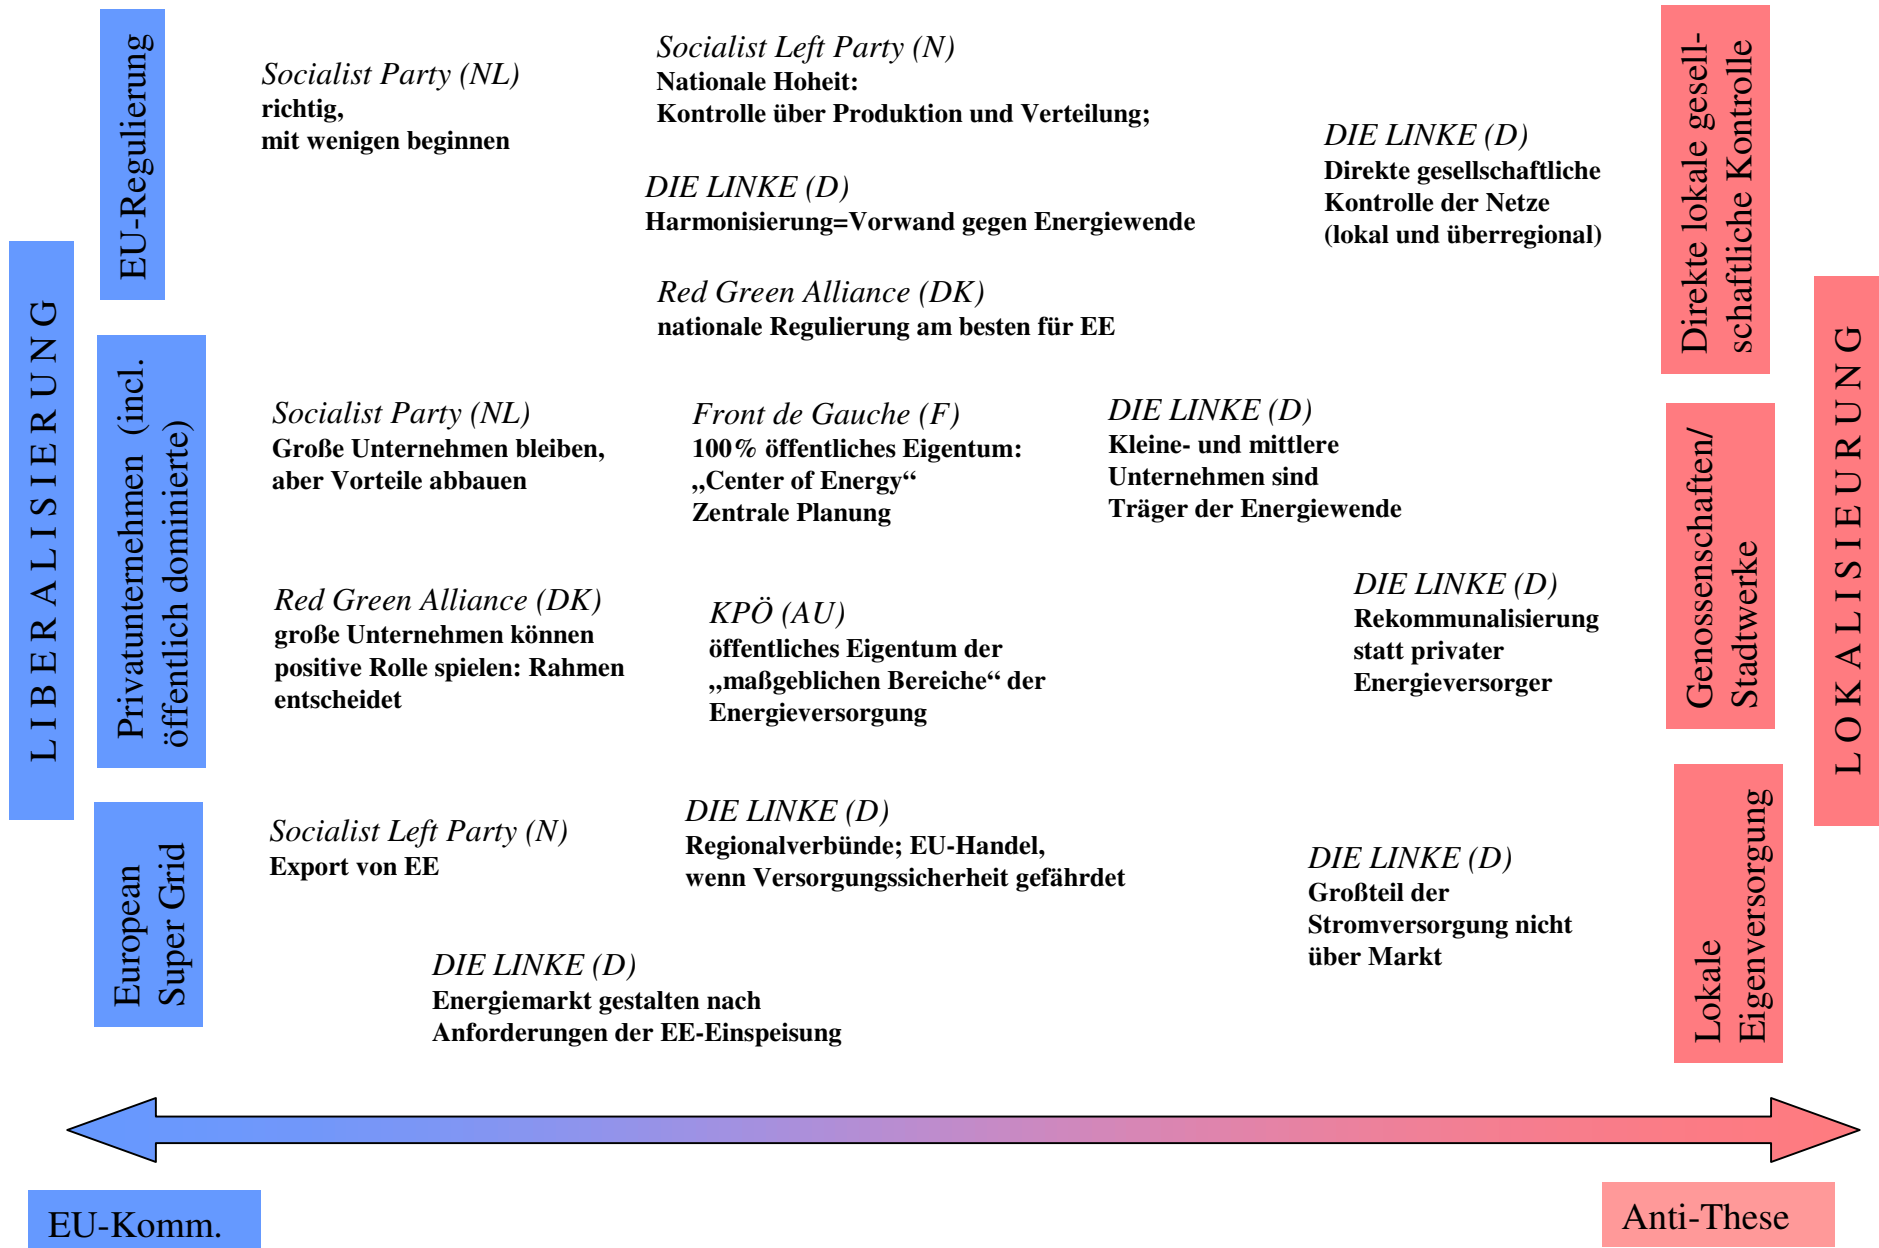 LIBERALISIERUNG
EU-Regulierung
Privatunternehmen (incl.
öffentlich dominierte)
European
Super Grid
Socialist Party (NL)
richtig,
mit wenigen beginnen
Socialist Left Party (N)
Nationale Hoheit:
Kontrolle über Produktion und Verteilung;
DIE LINKE (D)
Harmonisierung=Vorwand gegen Energiewende
Red Green Alliance (DK)
nationale Regulierung am besten für EE
DIE LINKE (D)
Direkte gesellschaftliche
Kontrolle der Netze
(lokal und überregional)
Socialist Party (NL)
Große Unternehmen bleiben,
aber Vorteile abbauen
Front de Gauche (F)
100% öffentliches Eigentum:
„Center of Energy“
Zentrale Planung
DIE LINKE (D)
Kleine- und mittlere
Unternehmen sind
Träger der Energiewende
Red Green Alliance (DK)
große Unternehmen können
positive Rolle spielen: Rahmen
entscheidet
KPÖ (AU)
öffentliches Eigentum der
„maßgeblichen Bereiche“ der
Energieversorgung
DIE LINKE (D)
Rekommunalisierung
statt privater
Energieversorger
Socialist Left Party (N)
Export von EE
DIE LINKE (D)
Regionalverbünde; EU-Handel,
wenn Versorgungssicherheit gefährdet
DIE LINKE (D)
Großteil der
Stromversorgung nicht
über Markt
DIE LINKE (D)
Energiemarkt gestalten nach
Anforderungen der EE-Einspeisung
Direkte lokale gesell-
schaftliche Kontrolle
Genossenschaften/
Stadtwerke
Lokale
Eigenversorgung
LOKALISIEURUNG
EU-Komm.
Anti-These